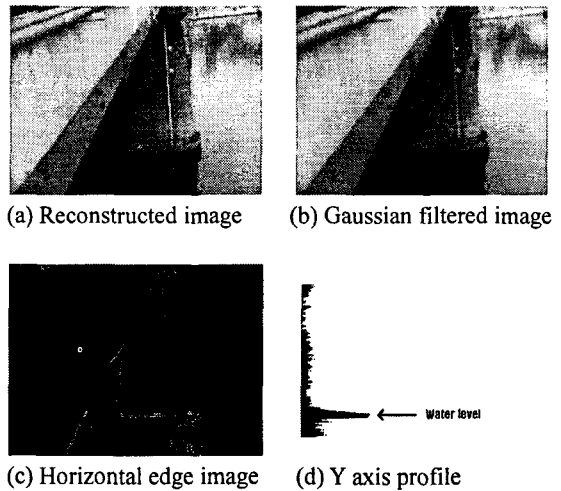 (a) Reconstructed image
(b) Gaussian filtered image
Water level
(c) Horizontal edge image
(d) Y axis profile